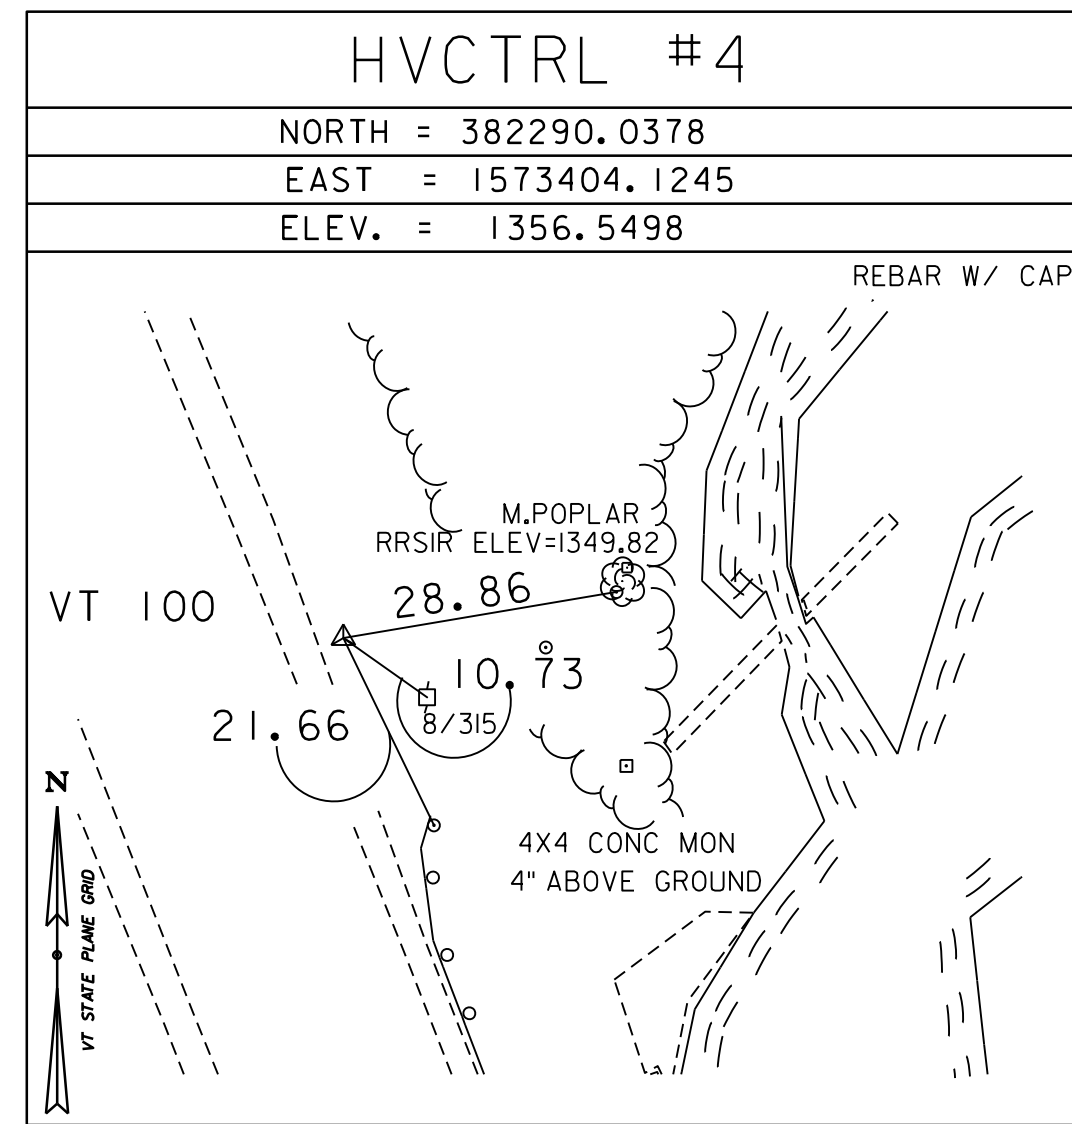 HVCTRL #4
NORTH = 382290.0378
EAST = 1573404.1245
ELEV. = 1356.5498
REBAR W/ CAP
M.POPLAR
RRSIR ELEV=1349.82
28.86
VT 100
10.73
8/315
21.66
N
4X4 CONC MON
4" ABOVE GROUND
VT STATE PLANE GRID